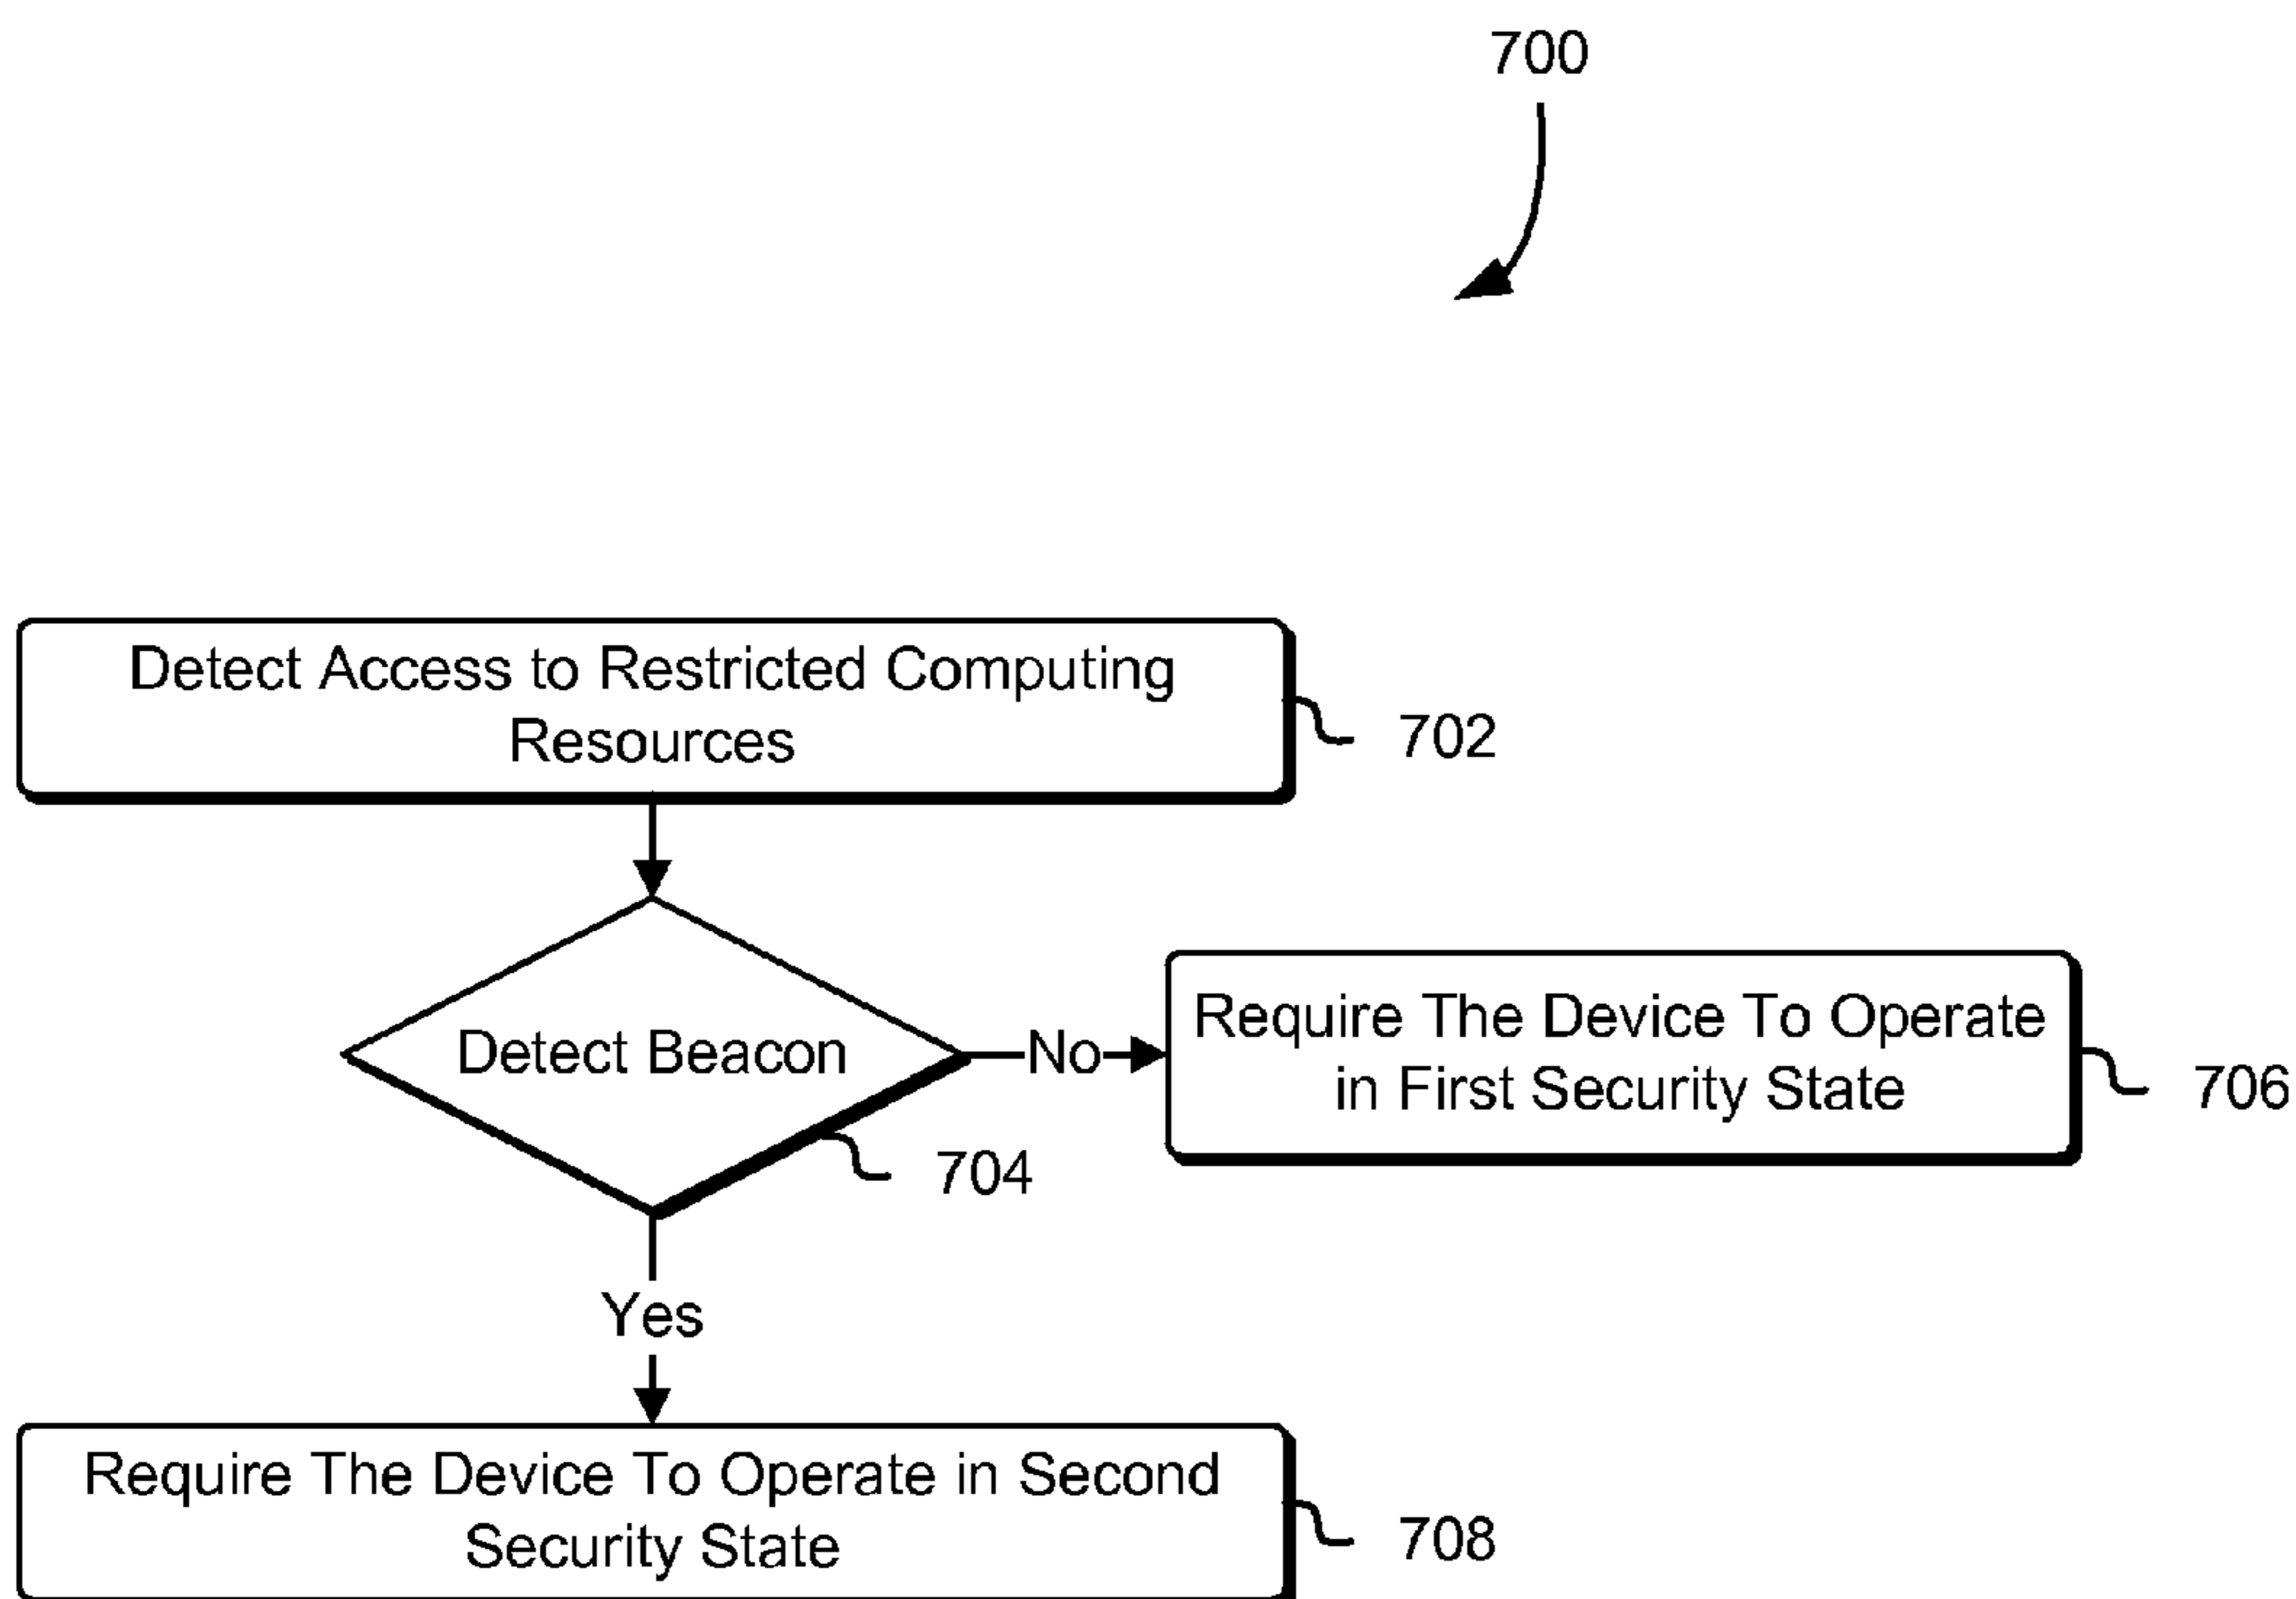 700
Detect Access to Restricted Computing
Resources
702
Detect Beacon
No
Require The Device To Operate
in First Security State
706
704
Yes
Require The Device To Operate in Second
Security State
708